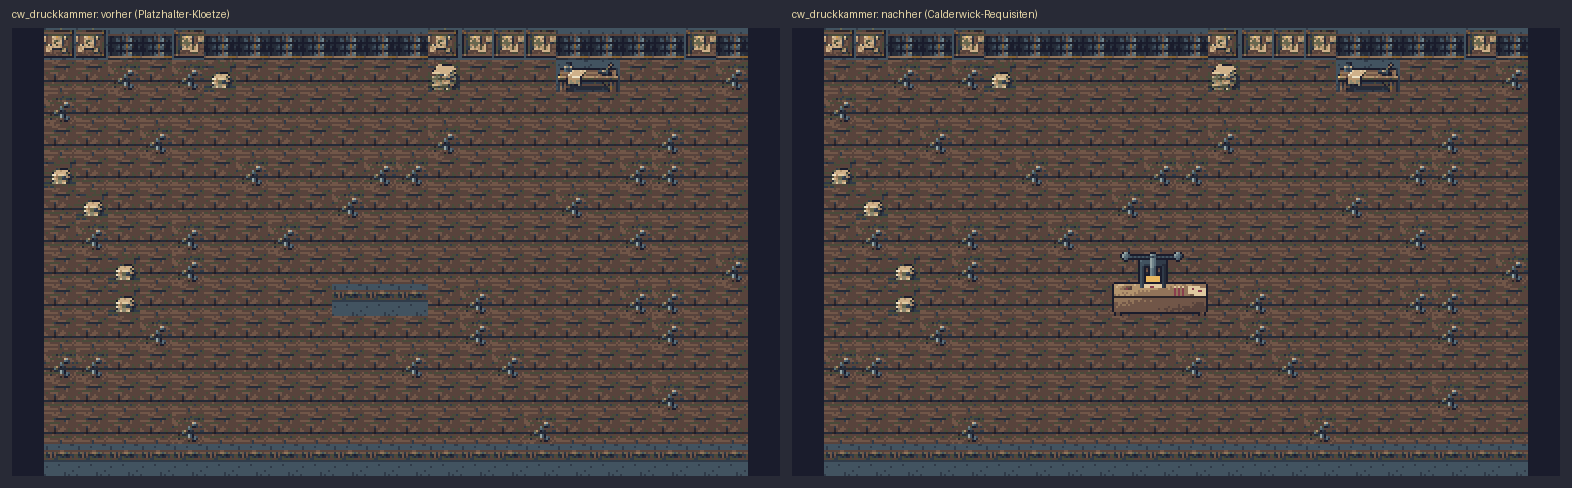 cw_druckkammer: vorher (Platzhalter-Kloetze)
cw_druckkammer: nachher (Calderwick-Requisiten)